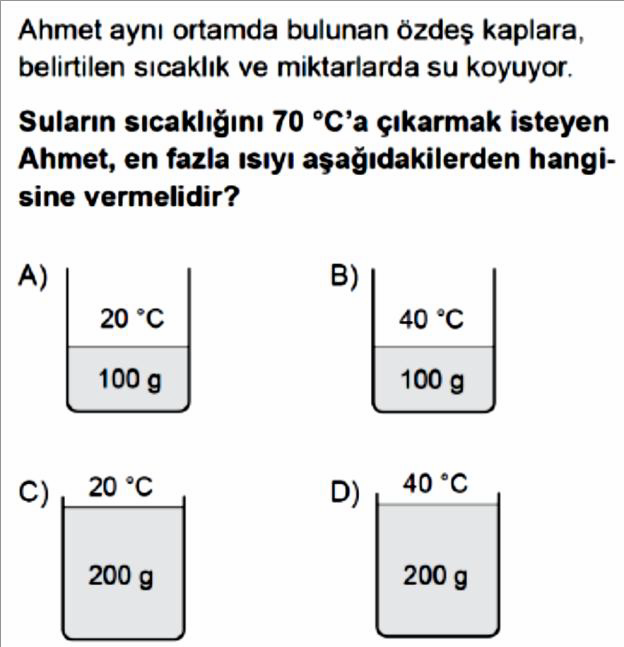 Ahmet aynı ortamda bulunan özdeş kaplara,
belirtilen sıcaklık ve miktarlarda su koyuyor.
Suların sıcaklığını 70 °C'a çıkarmak isteyen
Ahmet, en fazla ısıyı aşağıdakilerden hangi-
sine vermelidir?
A)
20 °C
100 g
B)
40 °C
100 g
C)
20 °C
200 g
D)
40 °C
200 g